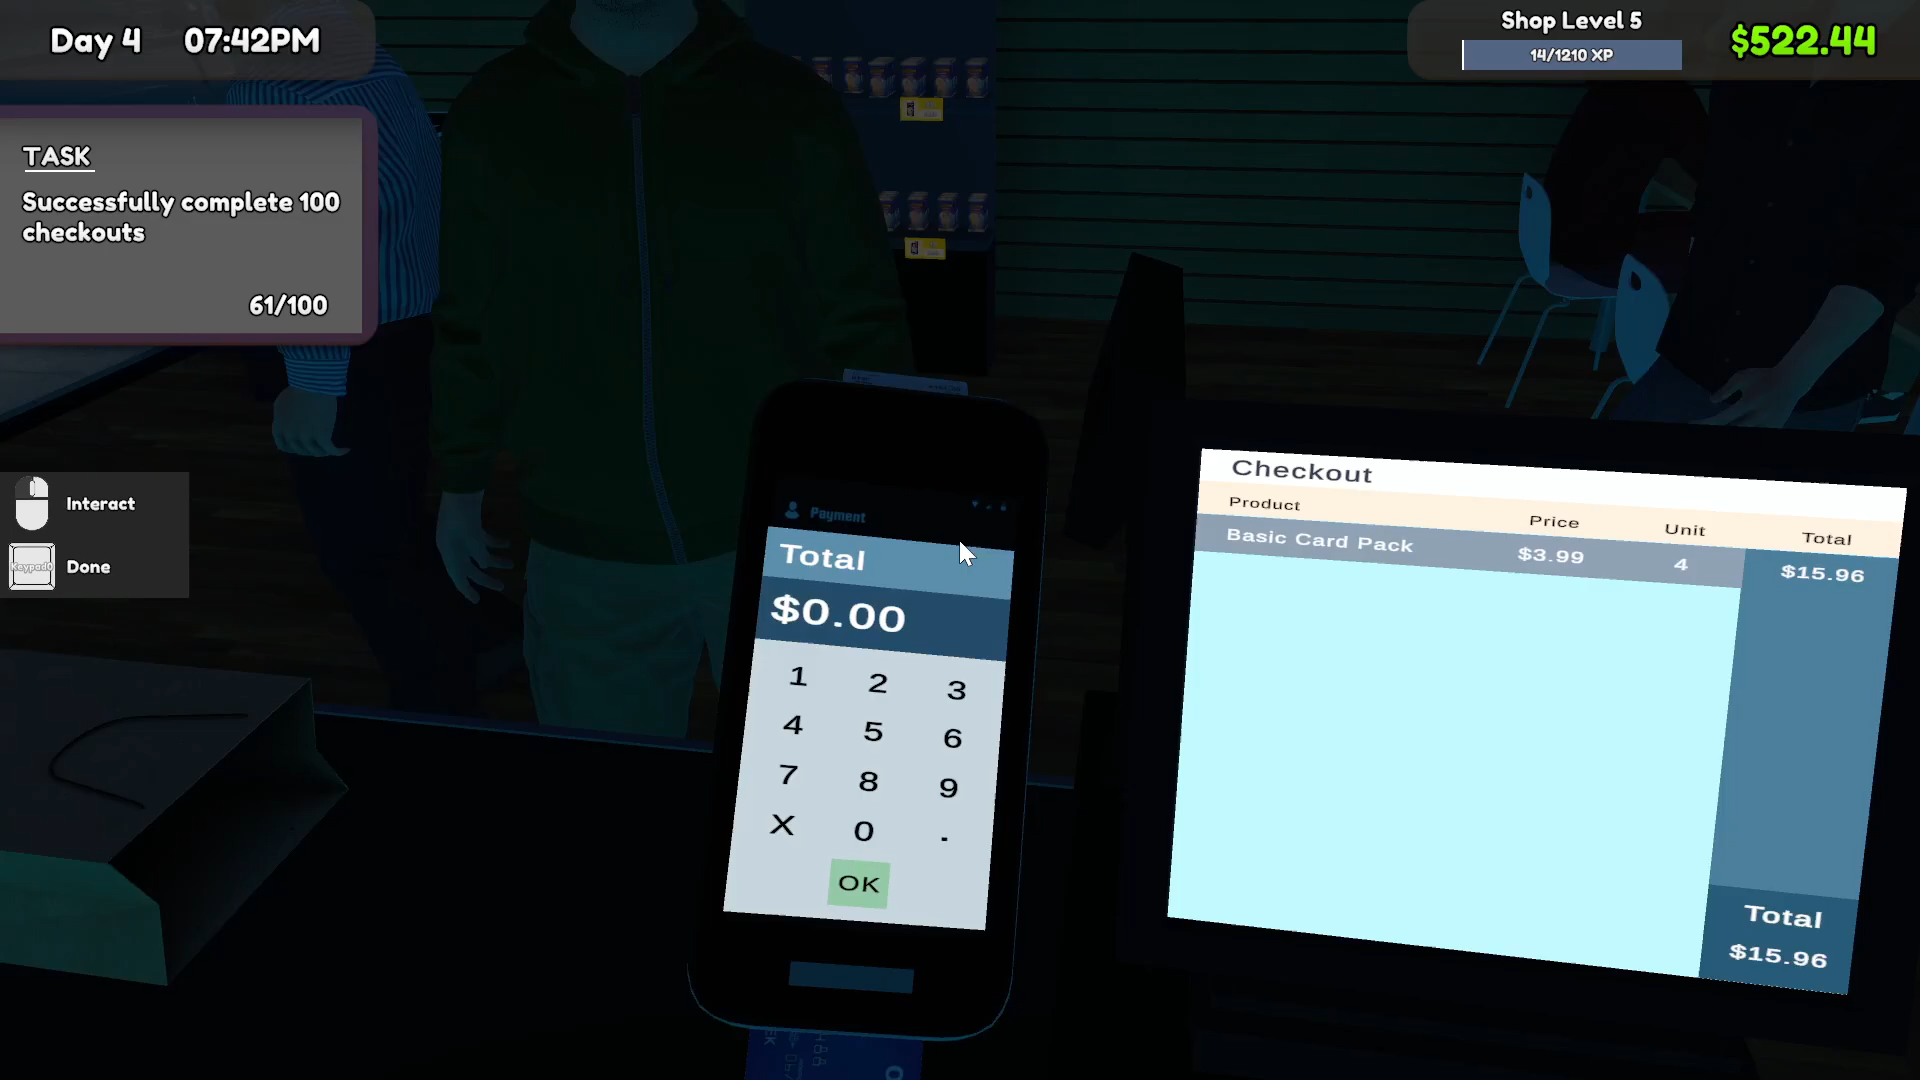 Day 4 07:42PM
Shop Level 5
14/1210 XP
$522.44
TASK
Successfully complete 100
checkouts
61/100
Interact
Keypad0
Done
Payment
Total
$0.00
1 2 3
4 5 6
7 8 9
X 0 .
OK
Checkout
Product Price Unit Total
Basic Card Pack $3.99 4 $15.96
Total
$15.96